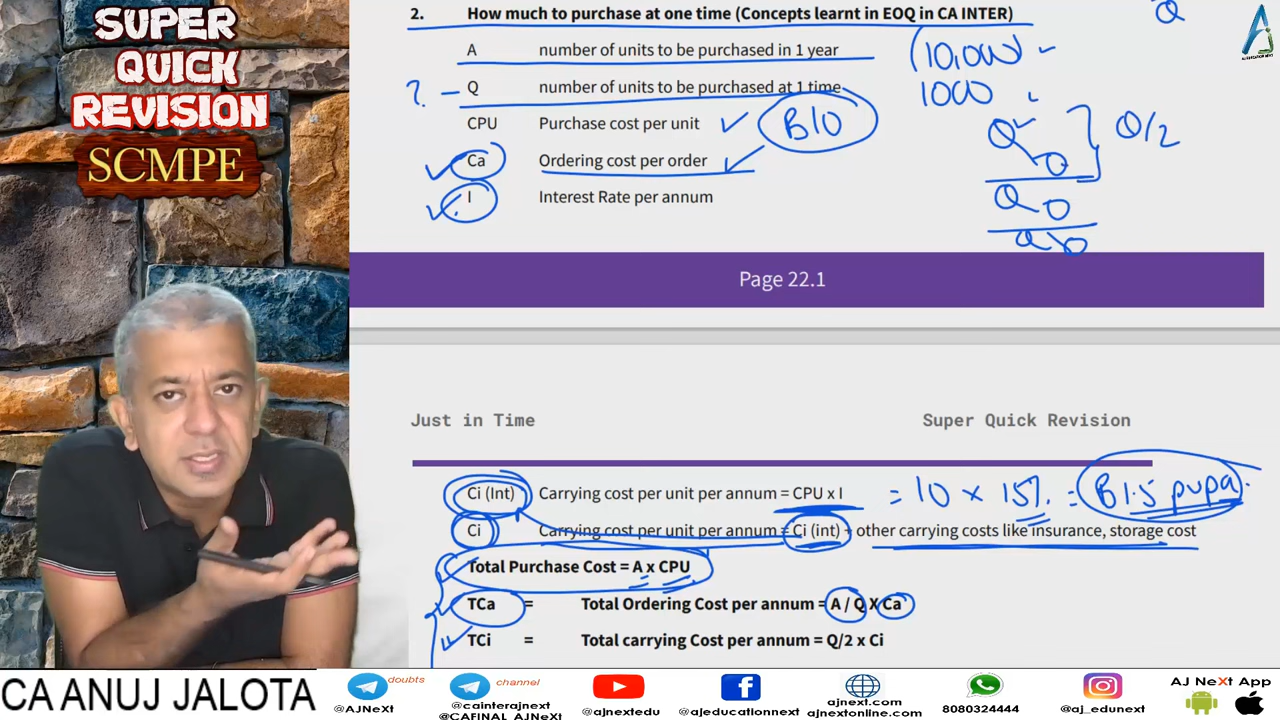 SUPER
QUICK
REVISION
SCMPE
2. How much to purchase at one time (Concepts learnt in EOQ in CA INTER)
Q
A number of units to be purchased in 1 year (10,000)
? - Q number of units to be purchased at 1 time 1000
CPU Purchase cost per unit
Q
0
Q/2
Ca Ordering cost per order
I Interest Rate per annum
Q 0
Q 0
Page 22.1
Just in Time
Super Quick Revision
Ci (Int) Carrying cost per unit per annum = CPU x I = 10 x 15% =
Ci Carrying cost per unit per annum = Ci (int) + other carrying costs like insurance, storage cost
Total Purchase Cost = A x CPU
TCa = Total Ordering Cost per annum = A / Q X Ca
TCi = Total carrying Cost per annum = Q/2 x Ci
CA ANUJ JALOTA
doubts
@AJNeXt
channel
@cainterajnext
@CAFINAL_AJNeXt
@ajnextedu
@ajeducationnext
ajnext.com
ajnextonline.com
8080324444
@aj_edunext
AJ NeXt App